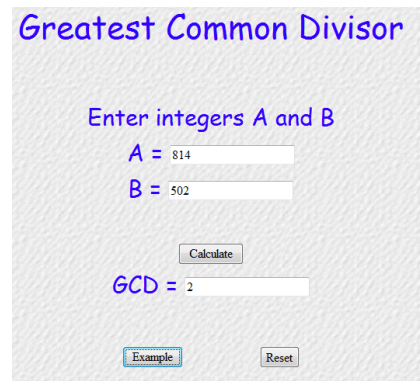 Greatest Common Divisor
Enter integers A and B
A = 814
B = 502
Calculate
GCD = 2
Example Reset